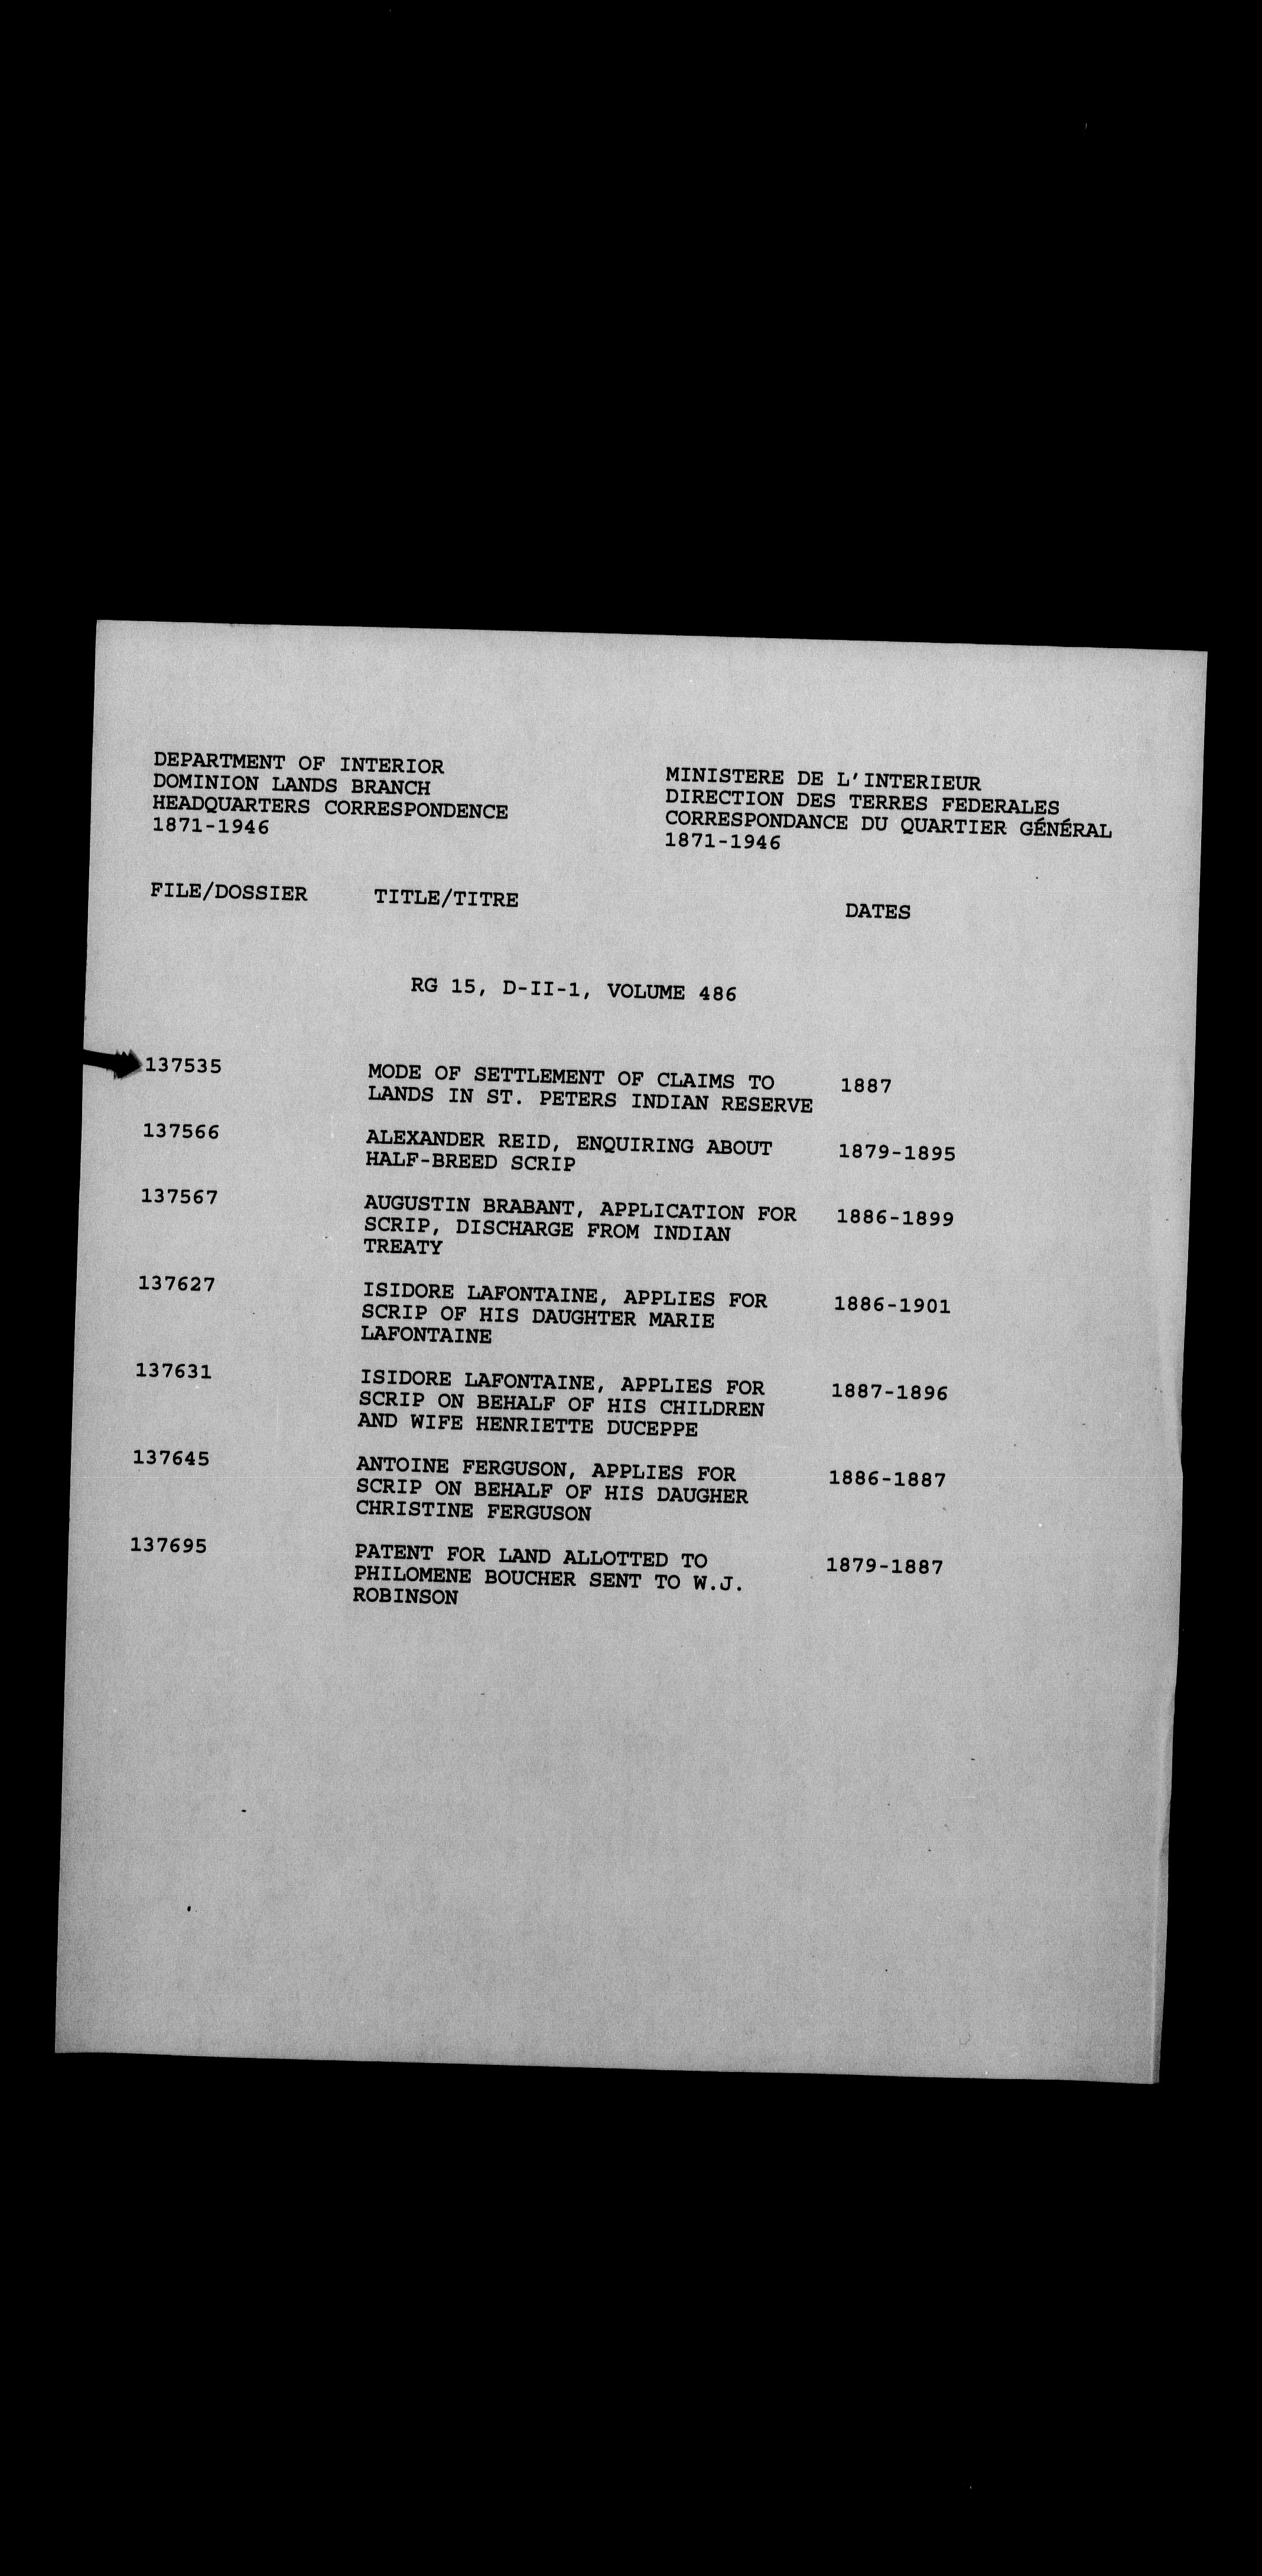 DEPARTMENT OF INTERIOR
DOMINION LANDS BRANCH
HEADQUARTERS CORRESPONDENCE
1871-1946
MINISTERE DE L'INTERIEUR
DIRECTION DES TERRES FEDERALES
CORRESPONDANCE DU QUARTIER GÉNÉRAL
1871-1946
FILE/DOSSIER TITLE/TITRE DATES
RG 15, D-II-1, VOLUME 486
137535 MODE OF SETTLEMENT OF CLAIMS TO 1887
LANDS IN ST. PETERS INDIAN RESERVE
137566 ALEXANDER REID, ENQUIRING ABOUT 1879-1895
HALF-BREED SCRIP
137567 AUGUSTIN BRABANT, APPLICATION FOR 1886-1899
SCRIP, DISCHARGE FROM INDIAN
TREATY
137627 ISIDORE LAFONTAINE, APPLIES FOR 1886-1901
SCRIP OF HIS DAUGHTER MARIE
LAFONTAINE
137631 ISIDORE LAFONTAINE, APPLIES FOR 1887-1896
SCRIP ON BEHALF OF HIS CHILDREN
AND WIFE HENRIETTE DUCEPPE
137645 ANTOINE FERGUSON, APPLIES FOR 1886-1887
SCRIP ON BEHALF OF HIS DAUGHER
CHRISTINE FERGUSON
137695 PATENT FOR LAND ALLOTTED TO 1879-1887
PHILOMENE BOUCHER SENT TO W.J.
ROBINSON